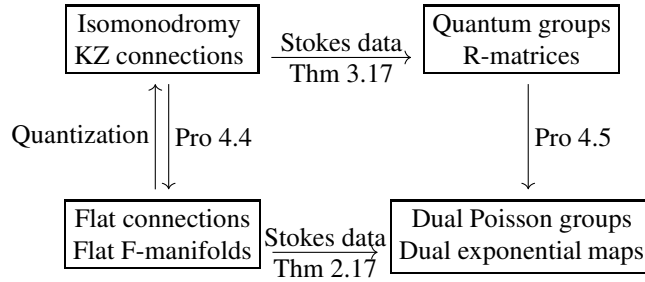 Isomonodromy
KZ connections
Stokes data
Thm 3.17
Quantum groups
R-matrices
Quantization
Pro 4.4
Pro 4.5
Flat connections
Flat F-manifolds
Stokes data
Thm 2.17
Dual Poisson groups
Dual exponential maps